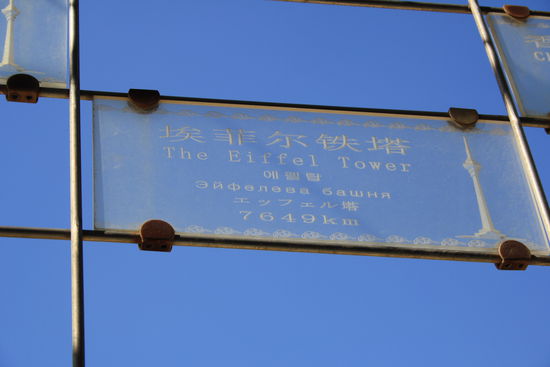 埃菲尔铁塔
The Eiffel Tower
에펠탑
Эйфелева башня
エッフェル塔
7649km